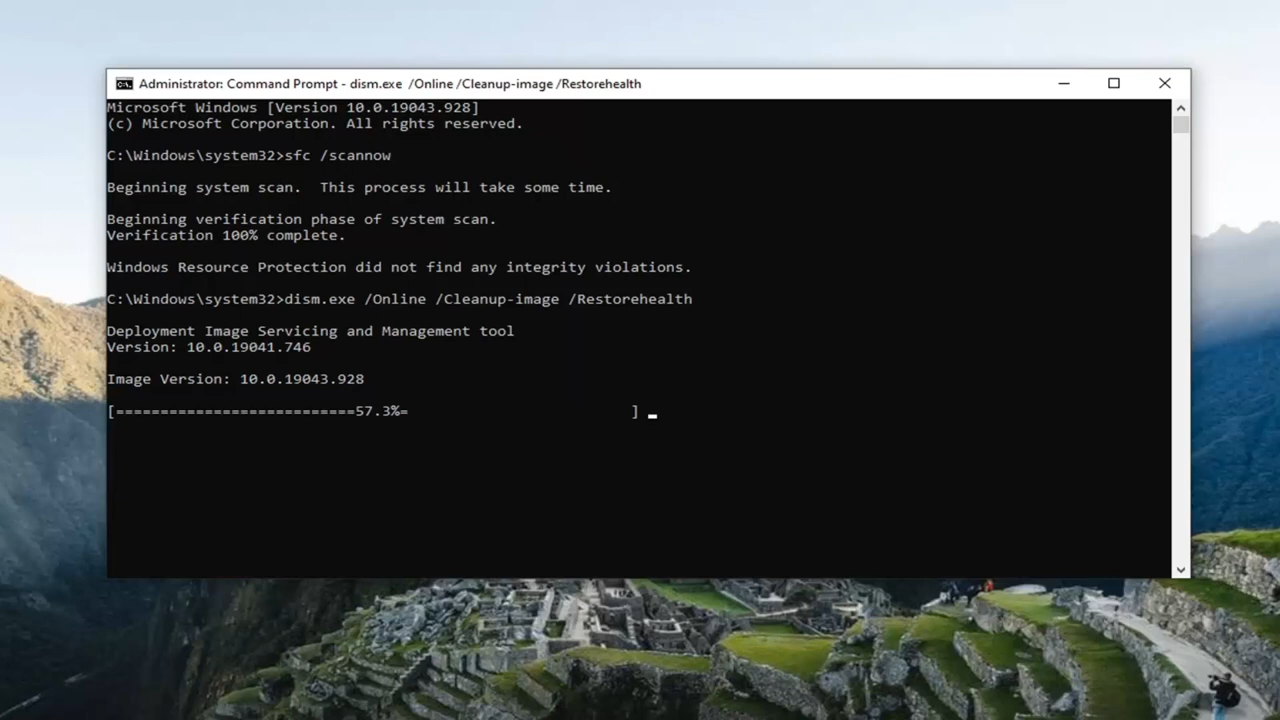 Administrator: Command Prompt - dism.exe  /Online /Cleanup-image /Restorehealth
Microsoft Windows [Version 10.0.19043.928]
(c) Microsoft Corporation. All rights reserved.
C:\Windows\system32>sfc /scannow
Beginning system scan.  This process will take some time.
Beginning verification phase of system scan.
Verification 100% complete.
Windows Resource Protection did not find any integrity violations.
C:\Windows\system32>dism.exe /Online /Cleanup-image /Restorehealth
Deployment Image Servicing and Management tool
Version: 10.0.19041.746
Image Version: 10.0.19043.928
[===========================57.3%=                          ] _